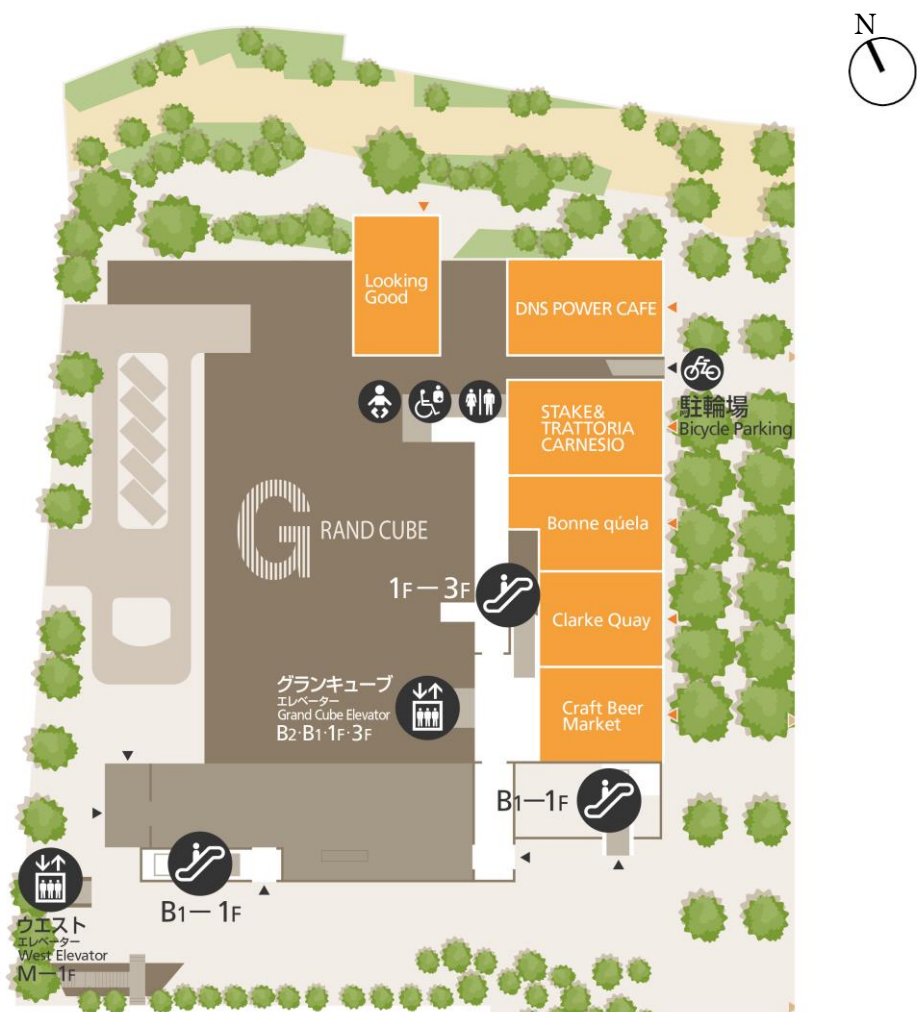 N
Looking
Good
DNS POWER CAFE
駐輪場
Bicycle Parking
STAKE&
TRATTORIA
CARNESIO
Bonne qúela
GRAND CUBE
1F－3F
Clarke Quay
グランキューブ
エレベーター
Grand Cube Elevator
B2·B1·1F·3F
Craft Beer
Market
B1－1F
B1－1F
ウエスト
エレベーター
West Elevator
M－1F